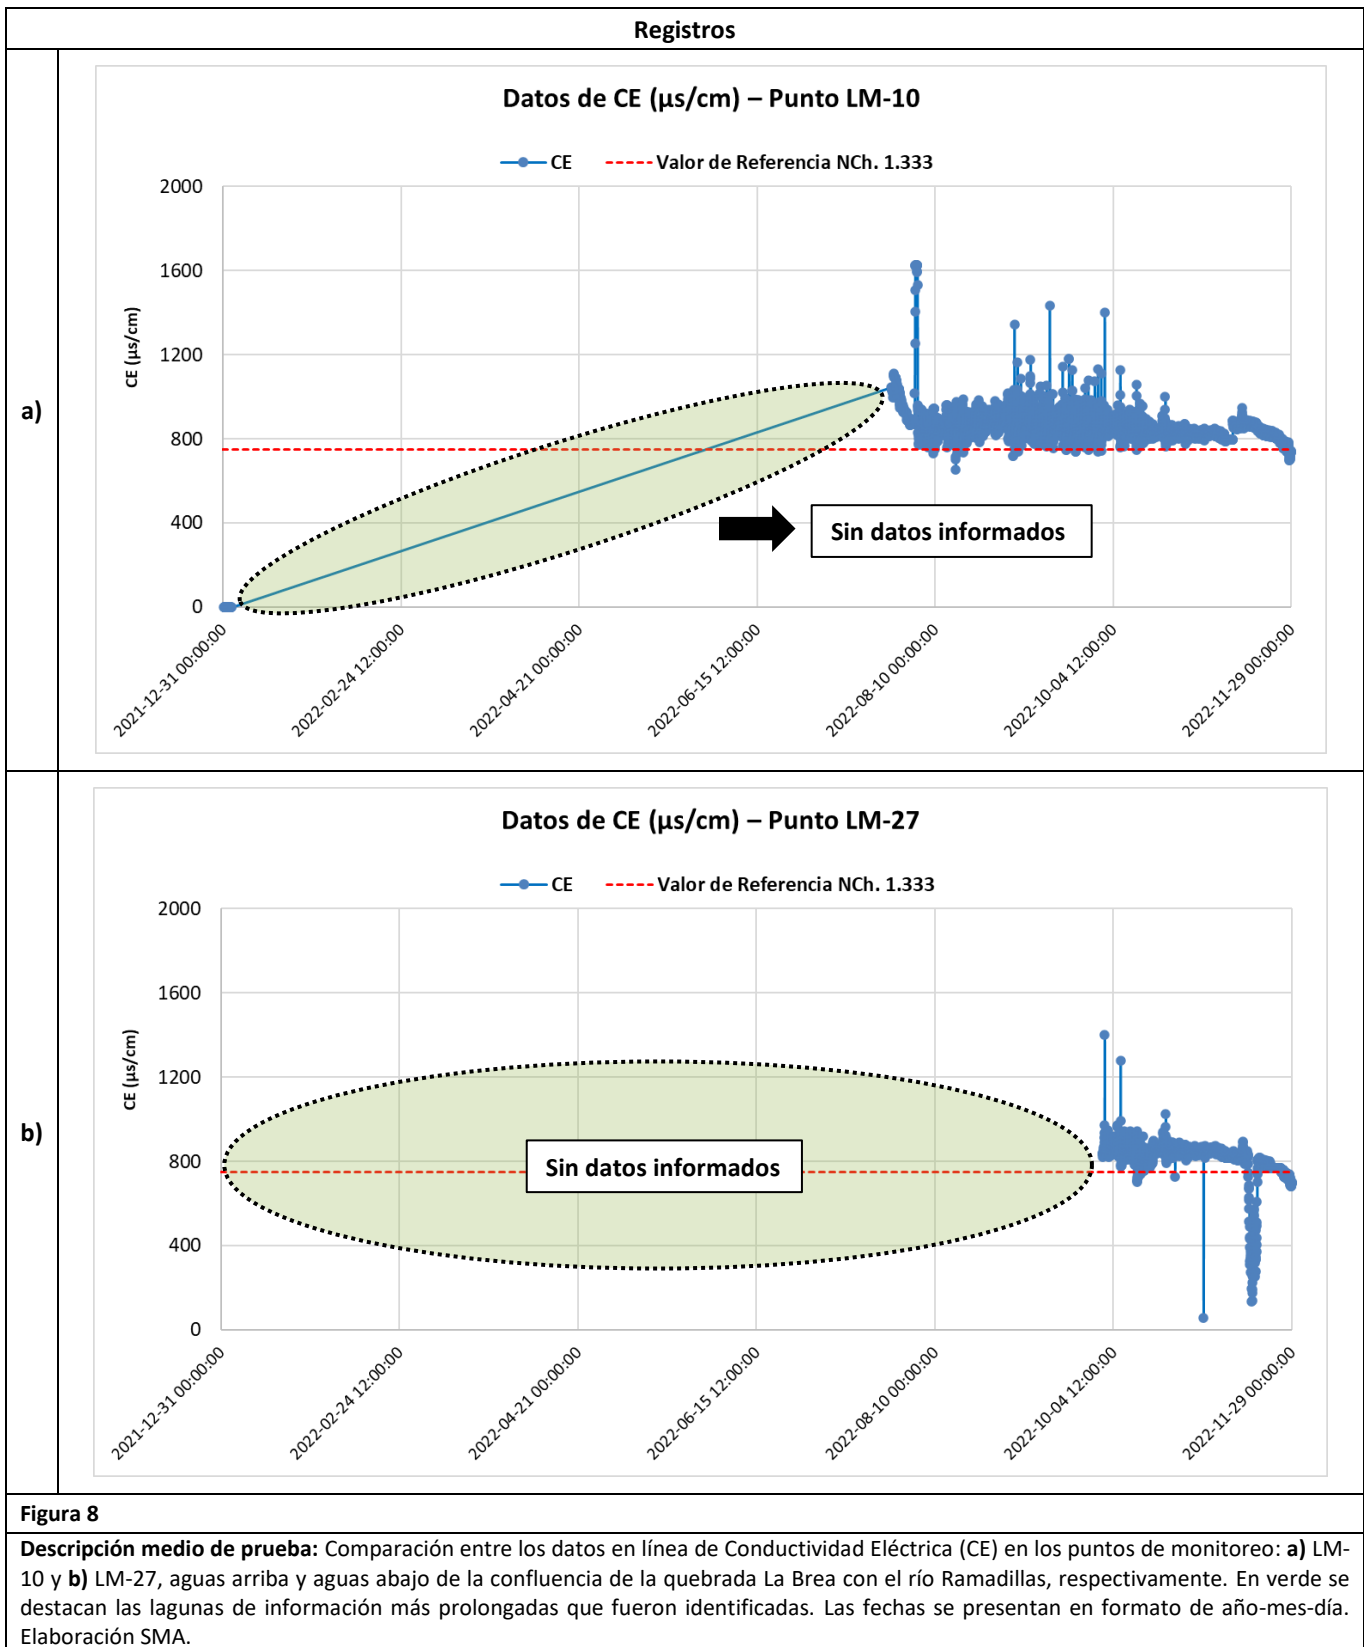 Registros
a)
Datos de CE (µs/cm) – Punto LM-10
CE
Valor de Referencia NCh. 1.333
CE (µs/cm)
2000
1600
1200
800
400
0
Sin datos informados
2021-12-31 00:00:00
2022-02-24 12:00:00
2022-04-21 00:00:00
2022-06-15 12:00:00
2022-08-10 00:00:00
2022-10-04 12:00:00
2022-11-29 00:00:00
b)
Datos de CE (µs/cm) – Punto LM-27
CE
Valor de Referencia NCh. 1.333
CE (µs/cm)
2000
1600
1200
800
400
0
Sin datos informados
2021-12-31 00:00:00
2022-02-24 12:00:00
2022-04-21 00:00:00
2022-06-15 12:00:00
2022-08-10 00:00:00
2022-10-04 12:00:00
2022-11-29 00:00:00
Figura 8
Descripción medio de prueba: Comparación entre los datos en línea de Conductividad Eléctrica (CE) en los puntos de monitoreo: a) LM-
10 y b) LM-27, aguas arriba y aguas abajo de la confluencia de la quebrada La Brea con el río Ramadillas, respectivamente. En verde se
destacan las lagunas de información más prolongadas que fueron identificadas. Las fechas se presentan en formato de año-mes-día.
Elaboración SMA.